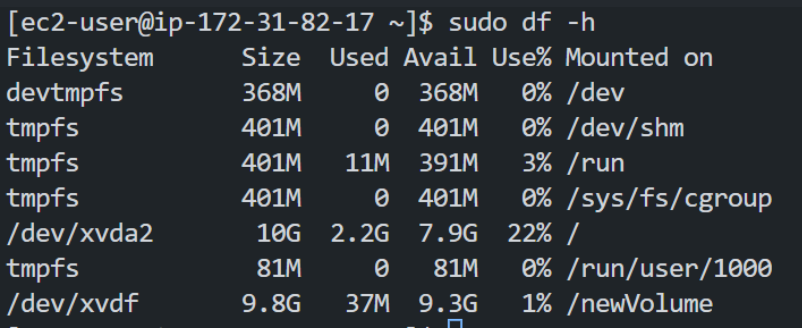 [ec2-user@ip-172-31-82-17 ~]$ sudo df -h
Filesystem      Size  Used Avail Use% Mounted on
devtmpfs        368M     0  368M   0% /dev
tmpfs           401M     0  401M   0% /dev/shm
tmpfs           401M   11M  391M   3% /run
tmpfs           401M     0  401M   0% /sys/fs/cgroup
/dev/xvda2       10G  2.2G  7.9G  22% /
tmpfs            81M     0   81M   0% /run/user/1000
/dev/xvdf       9.8G   37M  9.3G   1% /newVolume